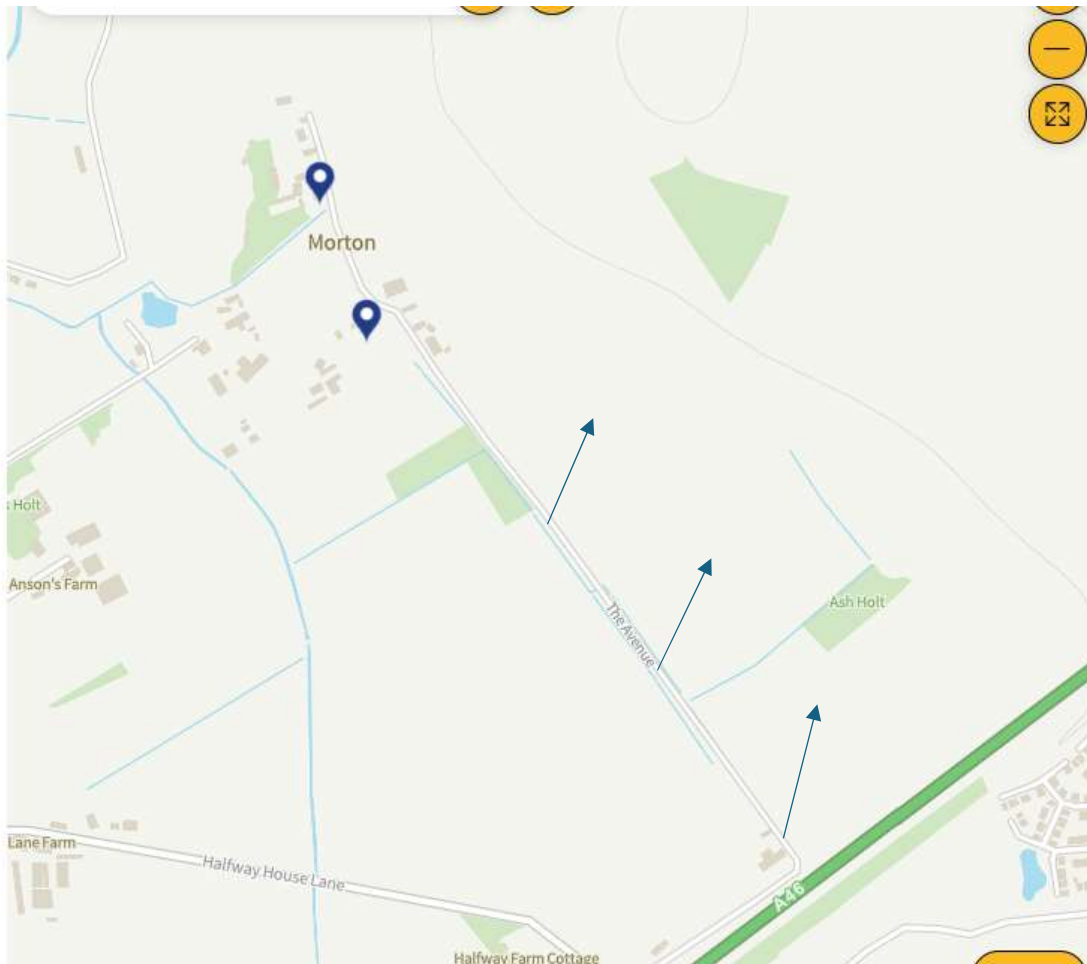 Morton
Holt
Anson's Farm
The Avenue
Ash Holt
Lane Farm
Halfway House Lane
A46
Halfway Farm Cottage